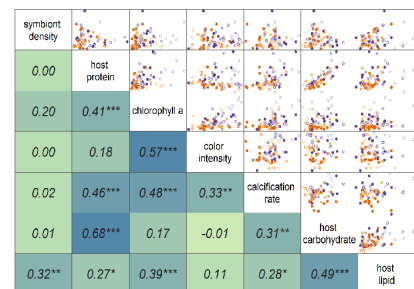 symbiont
density
0.00 host
protein
0.20 0.41*** chlorophyll a
0.00 0.18 0.57*** color
intensity
0.02 0.46*** 0.48*** 0.33** calcification
rate
0.01 0.68*** 0.17 -0.01 0.31** host
carbohydrate
0.32** 0.27* 0.39*** 0.11 0.28* 0.49*** host
lipid